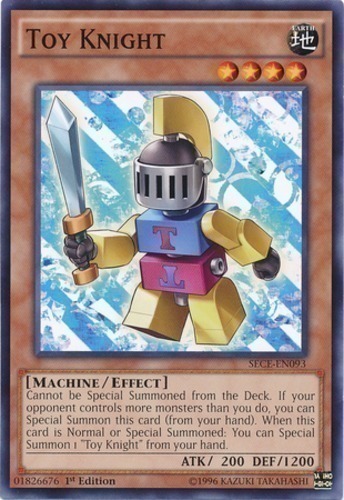 TOY KNIGHT
EARTH
地
T
T
SECE-EN093
[MACHINE/EFFECT]
Cannot be Special Summoned from the Deck. If your
opponent controls more monsters than you do, you can
Special Summon this card (from your hand). When this
card is Normal or Special Summoned: You can Special
Summon 1 "Toy Knight" from your hand.
ATK/ 200 DEF/1200
01826676 1st Edition ©1996 KAZUKI TAKAHASHI